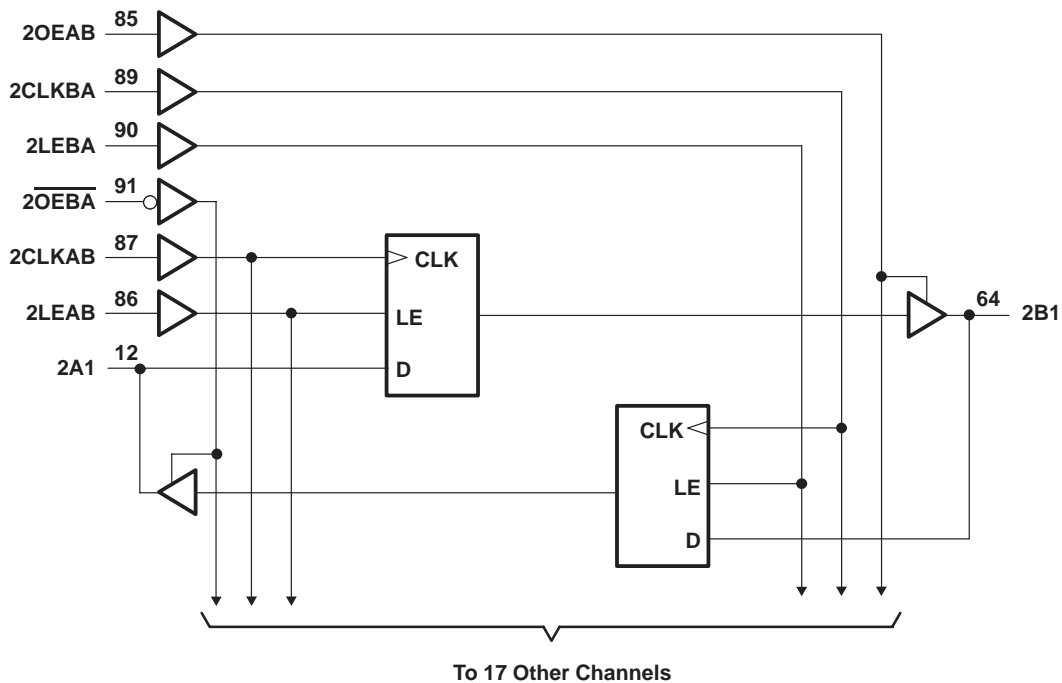 2OEAB 85
2CLKBA 89
2LEBA 90
2OEBA 91
2CLKAB 87
2LEAB 86
2A1 12
CLK
LE
D
64 2B1
CLK
LE
D
To 17 Other Channels